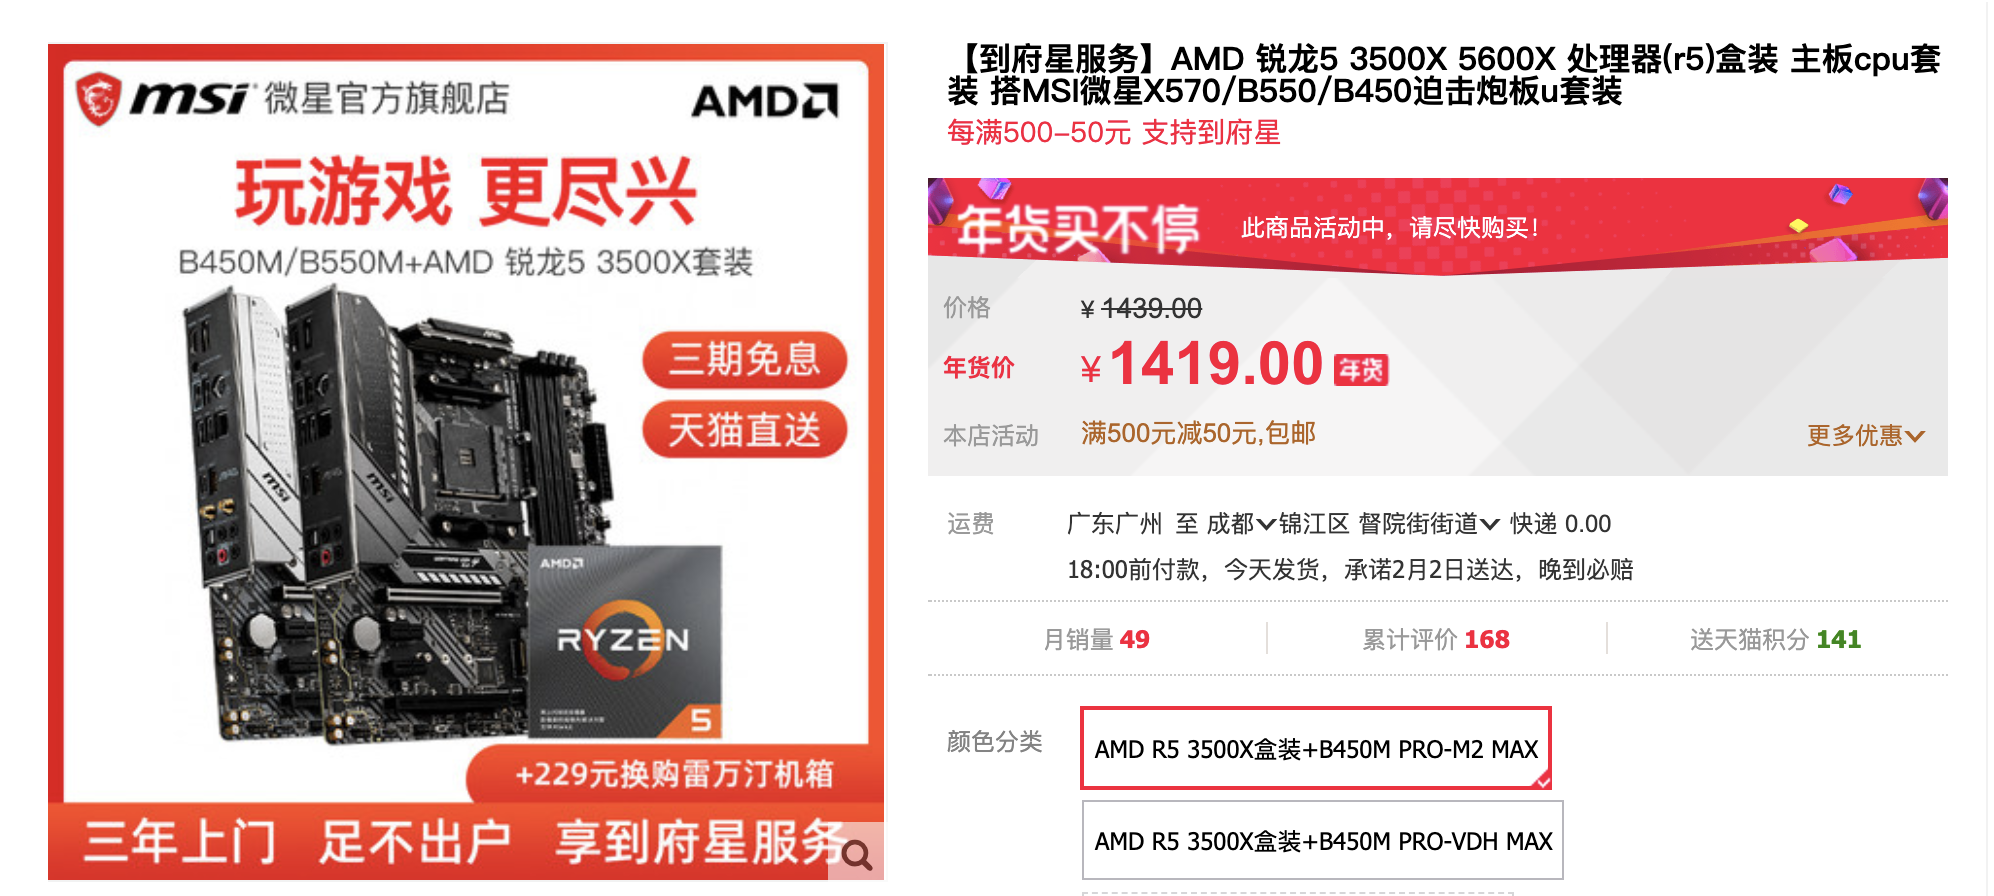 msi 微星官方旗舰店
AMD
玩游戏 更尽兴
B450M/B550M+AMD 锐龙5 3500X套装
三期免息
天猫直送
msi
msi
AMD
RYZEN
5
+229元换购雷万汀机箱
三年上门 足不出户 享到府星服务
【到府星服务】AMD 锐龙5 3500X 5600X 处理器(r5)盒装 主板cpu套
装 搭MSI微星X570/B550/B450迫击炮板u套装
每满500-50元 支持到府星
年货买不停 此商品活动中，请尽快购买！
价格 ¥ 1439.00
年货价 ¥ 1419.00 年货
本店活动 满500元减50元,包邮 更多优惠
运费 广东广州 至 成都 锦江区 督院街街道 快递 0.00
18:00前付款，今天发货，承诺2月2日送达，晚到必赔
月销量 49 累计评价 168 送天猫积分 141
颜色分类 AMD R5 3500X盒装+B450M PRO-M2 MAX
AMD R5 3500X盒装+B450M PRO-VDH MAX